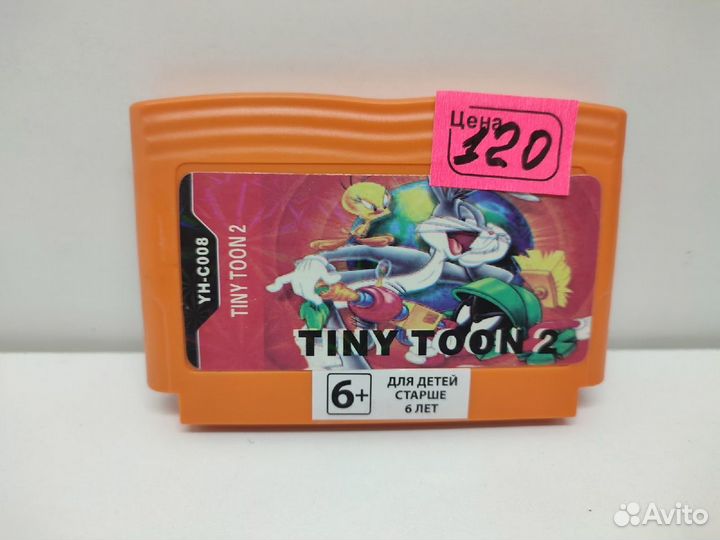 Цена
120
YH-C008
TINY TOON 2
TINY TOON 2
6+
ДЛЯ ДЕТЕЙ
СТАРШЕ
6 ЛЕТ
Avito